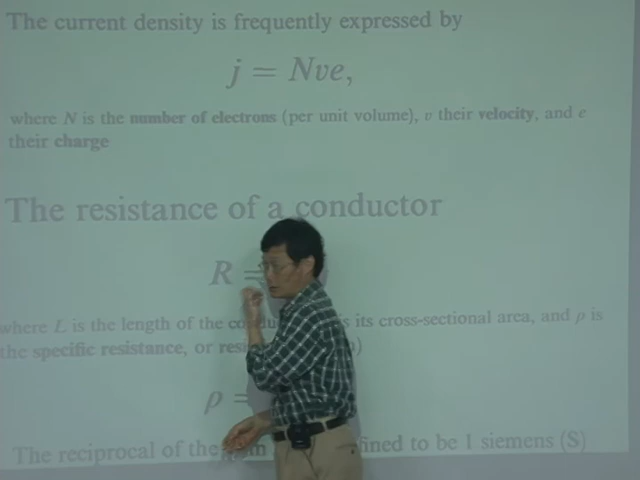 The current density is frequently expressed by
j = Nve,
where N is the number of electrons (per unit volume), v their velocity, and e
their charge
The resistance of a conductor
R =
where L is the length of the its cross-sectional area, and ρ is
the specific resistance, or
ρ =
The reciprocal of the to be 1 siemens (S)